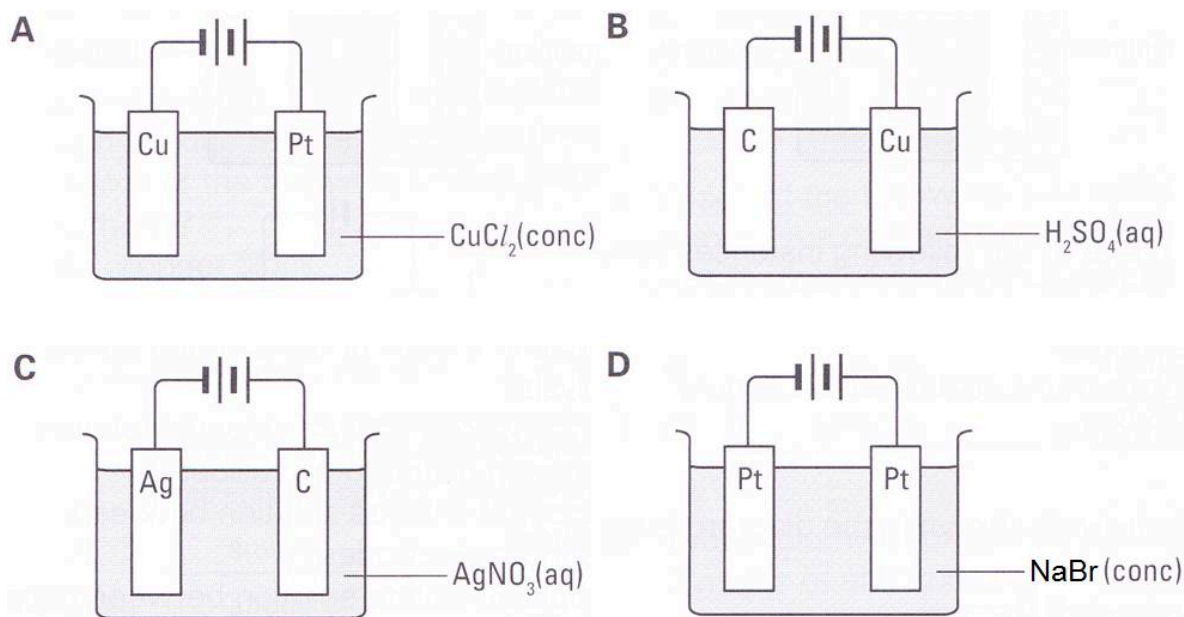 A
Cu
Pt
CuCl₂(conc)
B
C
Cu
H₂SO₄(aq)
C
Ag
C
AgNO₃(aq)
D
Pt
Pt
NaBr (conc)